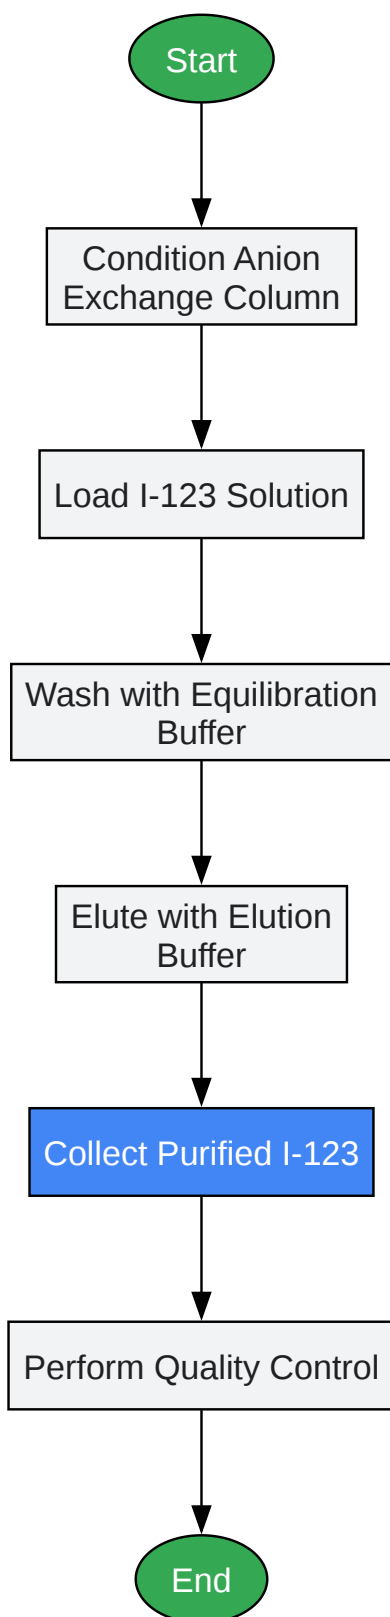 Start
Condition Anion
Exchange Column
Load I-123 Solution
Wash with Equilibration
Buffer
Elute with Elution
Buffer
Collect Purified I-123
Perform Quality Control
End